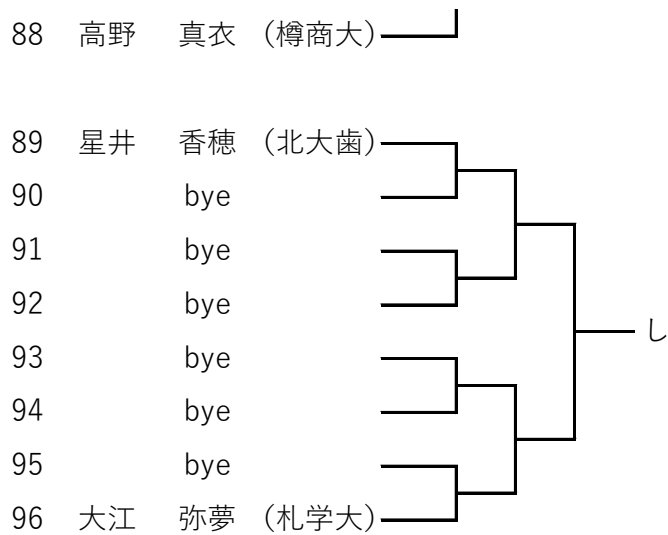 88 高野 真衣 (樽商大)
89 星井 香穂 (北大歯)
90 bye
91 bye
92 bye
93 bye
94 bye
95 bye
96 大江 弥夢 (札学大)
し